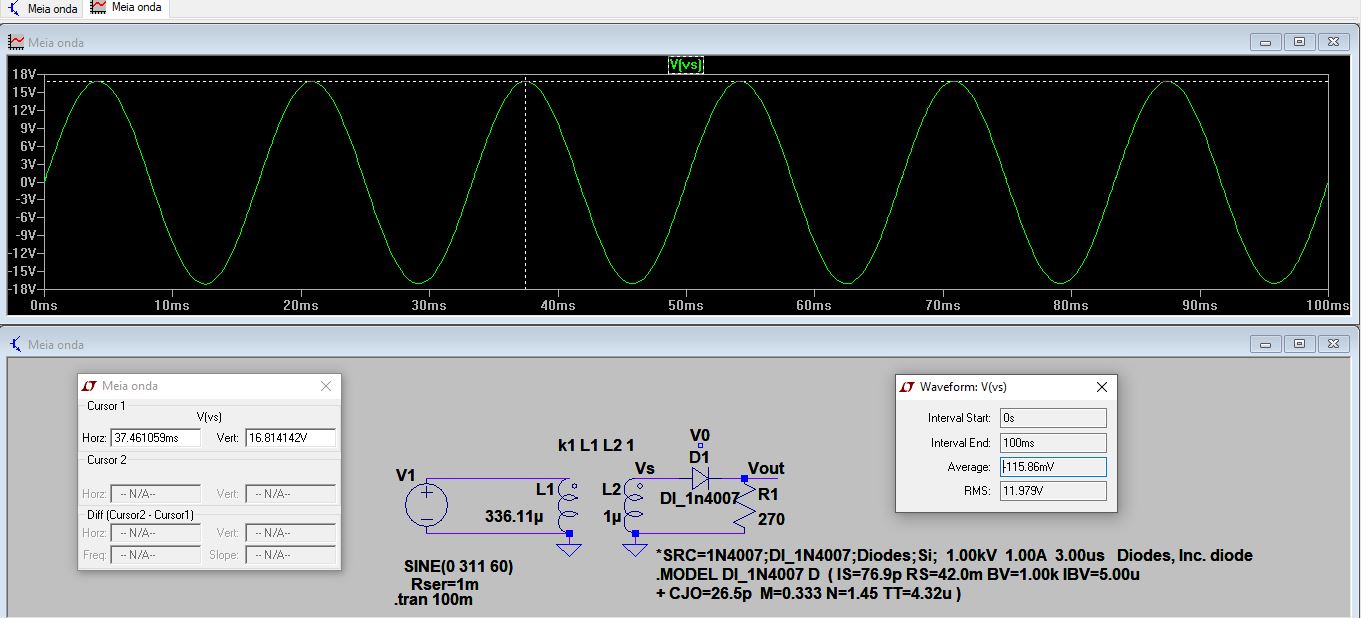 Meia onda Meia onda
Meia onda
V(vs)
18V
15V
12V
9V
6V
3V
0V
-3V
-6V
-9V
-12V
-15V
-18V
0ms 10ms 20ms 30ms 40ms 50ms 60ms 70ms 80ms 90ms 100ms
Meia onda
Meia onda
Cursor 1
V(vs)
Horz: 37.461059ms Vert: 16.814142V
Cursor 2
Horz: -- N/A-- Vert: -- N/A--
Diff (Cursor2 - Cursor1)
Horz: -- N/A-- Vert: -- N/A--
Freq: -- N/A-- Slope: -- N/A--
V1
SINE(0 311 60)
Rser=1m
.tran 100m
k1 L1 L2 1
L1
336.11µ
L2
1µ
Vs
V0
D1
DI_1n4007
Vout
R1
270
*SRC=1N4007;DI_1N4007;Diodes;Si; 1.00kV 1.00A 3.00us Diodes, Inc. diode
.MODEL DI_1N4007 D ( IS=76.9p RS=42.0m BV=1.00k IBV=5.00u
+ CJO=26.5p M=0.333 N=1.45 TT=4.32u )
Waveform: V(vs)
Interval Start: 0s
Interval End: 100ms
Average: -115.86mV
RMS: 11.979V